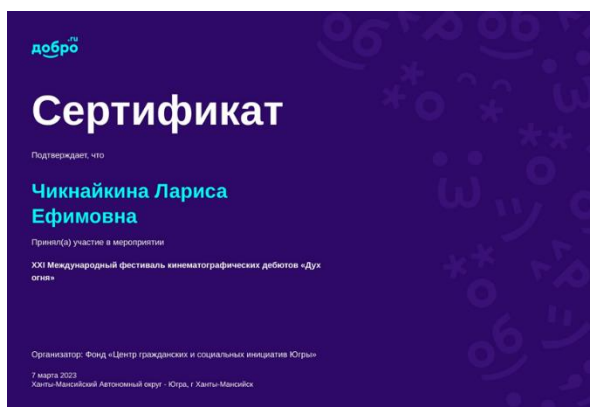 добро.ru
Сертификат
Подтверждает, что
Чикнайкина Лариса
Ефимовна
Принял(а) участие в мероприятии
XXI Международный фестиваль кинематографических дебютов «Дух
огня»
Организатор: Фонд «Центр гражданских и социальных инициатив Югры»
7 марта 2023
Ханты-Мансийский Автономный округ - Югра, г Ханты-Мансийск